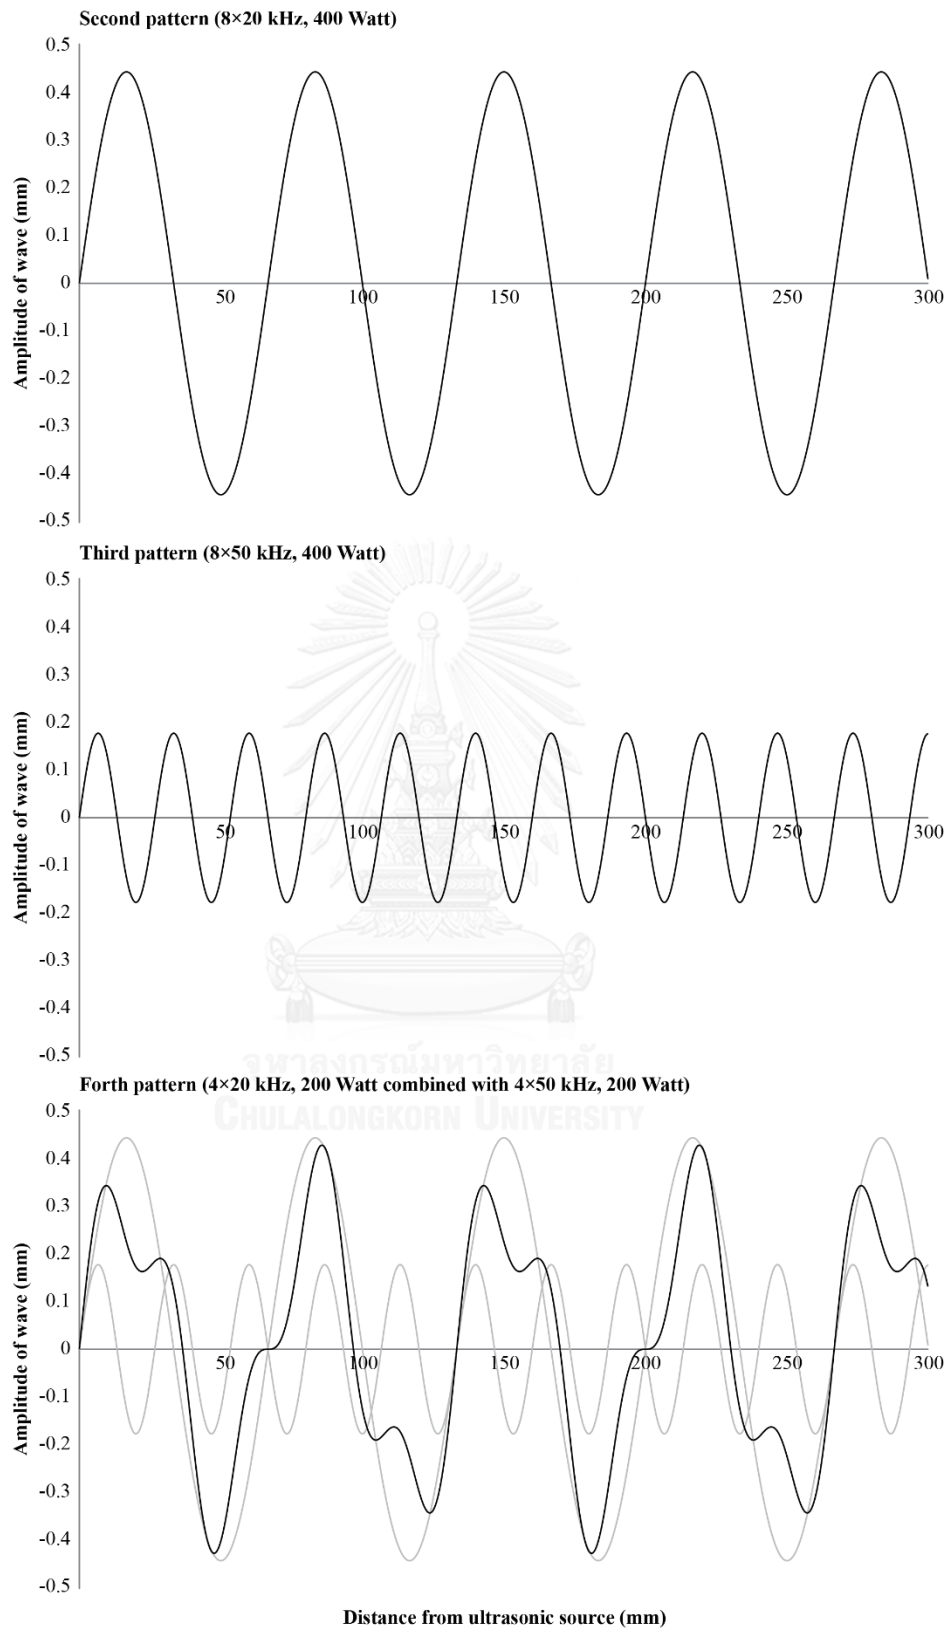 Second pattern (8×20 kHz, 400 Watt)
0.5
0.4
0.3
0.2
0.1
0
-0.1
-0.2
-0.3
-0.4
-0.5
50 100 150 200 250 300
Amplitude of wave (mm)
Third pattern (8×50 kHz, 400 Watt)
0.5
0.4
0.3
0.2
0.1
0
-0.1
-0.2
-0.3
-0.4
-0.5
50 100 150 200 250 300
Amplitude of wave (mm)
จุฬาลงกรณ์มหาวิทยาลัย
Forth pattern (4×20 kHz, 200 Watt combined with 4×50 kHz, 200 Watt)
CHULALONGKORN UNIVERSITY
0.5
0.4
0.3
0.2
0.1
0
-0.1
-0.2
-0.3
-0.4
-0.5
50 100 150 200 250 300
Amplitude of wave (mm)
Distance from ultrasonic source (mm)